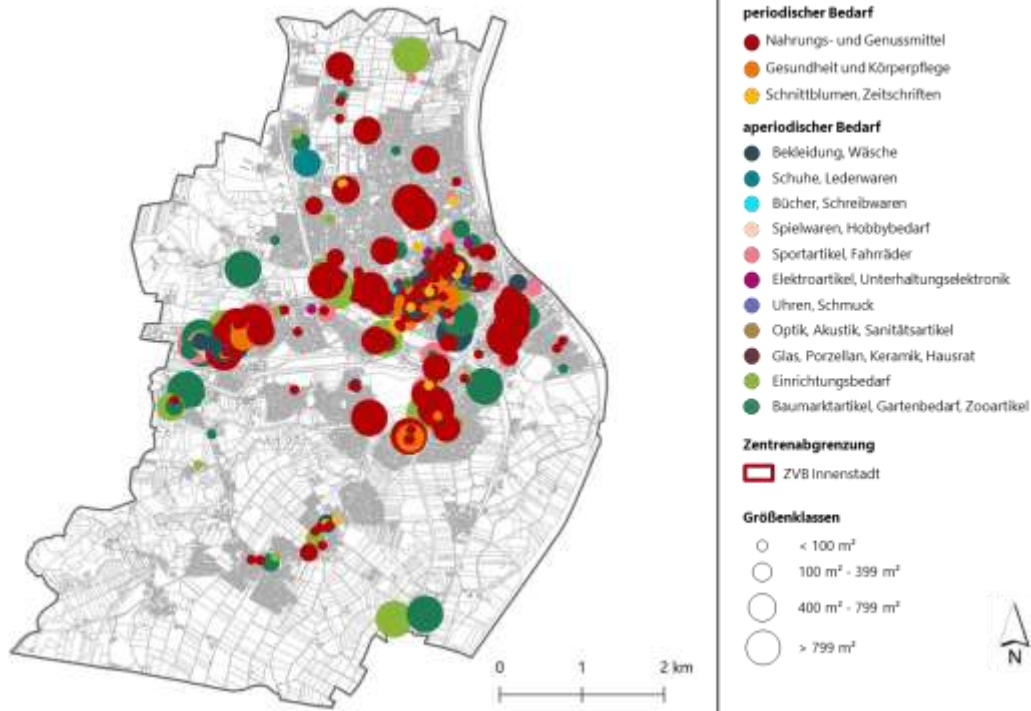 periodischer Bedarf
Nahrungs- und Genussmittel
Gesundheit und Körperpflege
Schnittblumen, Zeitschriften
aperiodischer Bedarf
Bekleidung, Wäsche
Schuhe, Lederwaren
Bücher, Schreibwaren
Spielwaren, Hobbybedarf
Sportartikel, Fahrräder
Elektroartikel, Unterhaltungselektronik
Uhren, Schmuck
Optik, Akustik, Sanitätsartikel
Glas, Porzellan, Keramik, Hausrat
Einrichtungsbedarf
Baumarktartikel, Gartenbedarf, Zooartikel
Zentrenabgrenzung
ZVB Innenstadt
Größenklassen
< 100 m²
100 m² - 399 m²
400 m² - 799 m²
> 799 m²
0 1 2 km
N